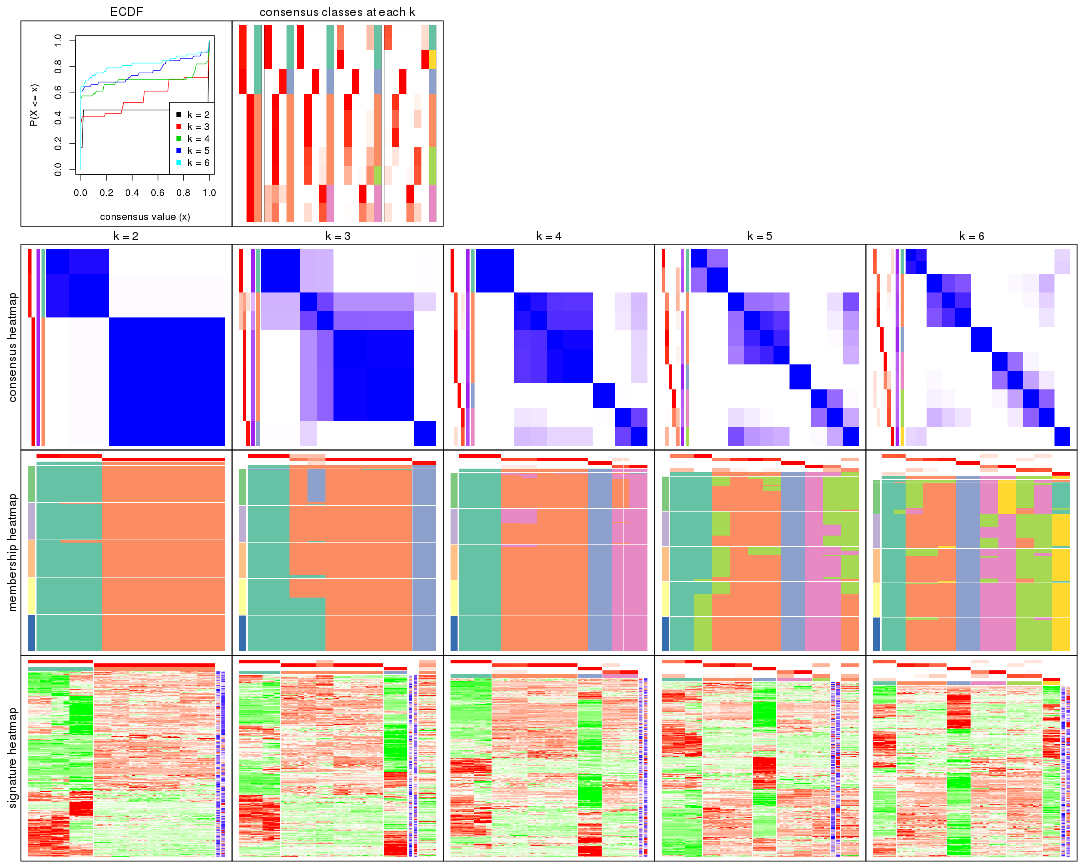 ECDF
consensus classes at each k
P(X <= x)
1.0
0.8
0.6
0.4
0.2
0.0
k = 2
k = 3
k = 4
k = 5
k = 6
0.0 0.2 0.4 0.6 0.8 1.0
consensus value (x)
k = 2 k = 3 k = 4 k = 5 k = 6
consensus heatmap
membership heatmap
signature heatmap